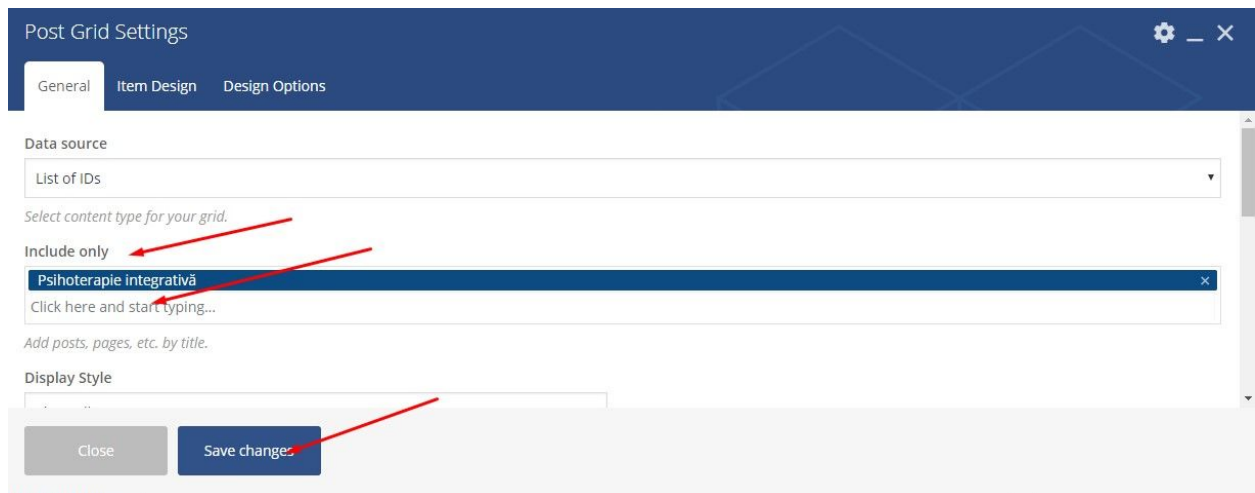 Post Grid Settings
General Item Design Design Options
Data source
List of IDs
Select content type for your grid.
Include only
Psihoterapie integrativă
Click here and start typing...
Add posts, pages, etc. by title.
Display Style
Close Save changes